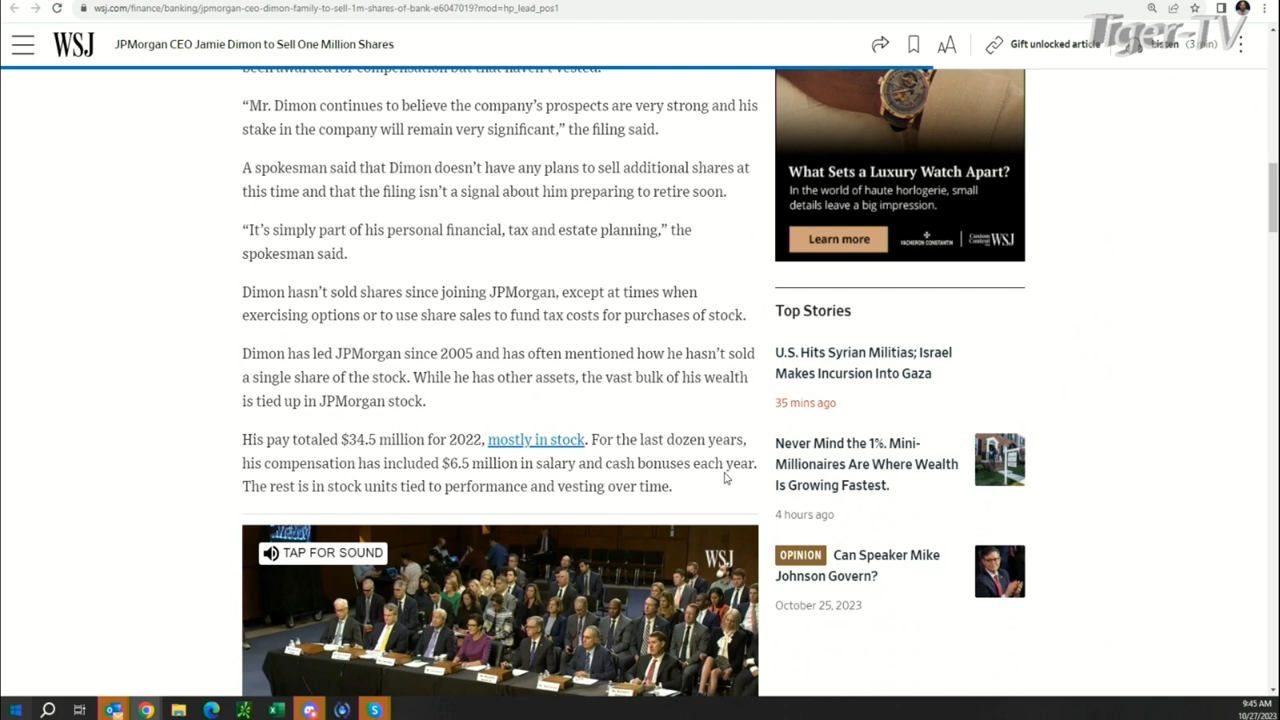 wsj.com/finance/banking/jpmorgan-ceo-dimon-family-to-sell-1m-shares-of-bank-e6047019?mod=hp_lead_pos1
Tiger-TV
WSJ
JPMorgan CEO Jamie Dimon to Sell One Million Shares
AA
Gift unlocked article
Listen (3 min)
been awarded for compensation but that haven't vested.
“Mr. Dimon continues to believe the company’s prospects are very strong and his
stake in the company will remain very significant,” the filing said.
A spokesman said that Dimon doesn’t have any plans to sell additional shares at
this time and that the filing isn’t a signal about him preparing to retire soon.
“It’s simply part of his personal financial, tax and estate planning,” the
spokesman said.
Dimon hasn’t sold shares since joining JPMorgan, except at times when
exercising options or to use share sales to fund tax costs for purchases of stock.
Dimon has led JPMorgan since 2005 and has often mentioned how he hasn’t sold
a single share of the stock. While he has other assets, the vast bulk of his wealth
is tied up in JPMorgan stock.
His pay totaled $34.5 million for 2022, mostly in stock. For the last dozen years,
his compensation has included $6.5 million in salary and cash bonuses each year.
The rest is in stock units tied to performance and vesting over time.
TAP FOR SOUND
WSJ
What Sets a Luxury Watch Apart?
In the world of haute horlogerie, small
details leave a big impression.
Learn more
VACHERON CONSTANTIN
Custom
Content
WSJ
Top Stories
U.S. Hits Syrian Militias; Israel
Makes Incursion Into Gaza
35 mins ago
Never Mind the 1%. Mini-
Millionaires Are Where Wealth
Is Growing Fastest.
4 hours ago
OPINION Can Speaker Mike
Johnson Govern?
October 25, 2023
9:45 AM
10/27/2023